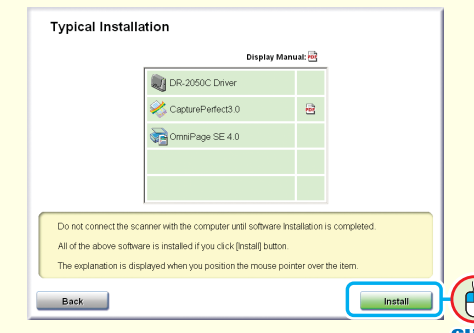 Typical Installation
Display Manual:
DR-2050C Driver
CapturePerfect3.0
OmniPage SE 4.0
Do not connect the scanner with the computer until software Installation is completed.
All of the above software is installed if you click [Install] button.
The explanation is displayed when you position the mouse pointer over the item.
Back
Install